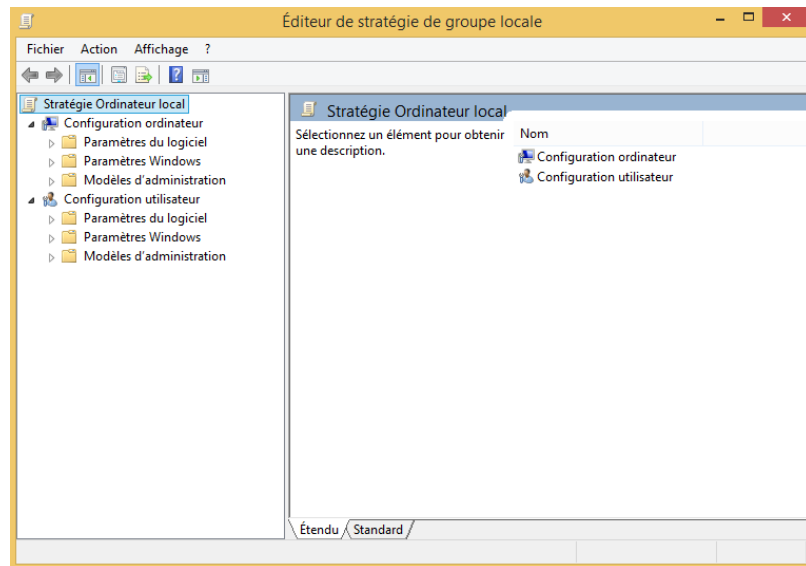 Éditeur de stratégie de groupe locale
Fichier Action Affichage ?
Stratégie Ordinateur local
Configuration ordinateur
Paramètres du logiciel
Paramètres Windows
Modèles d'administration
Configuration utilisateur
Paramètres du logiciel
Paramètres Windows
Modèles d'administration
Stratégie Ordinateur local
Sélectionnez un élément pour obtenir
une description.
Nom
Configuration ordinateur
Configuration utilisateur
Étendu Standard